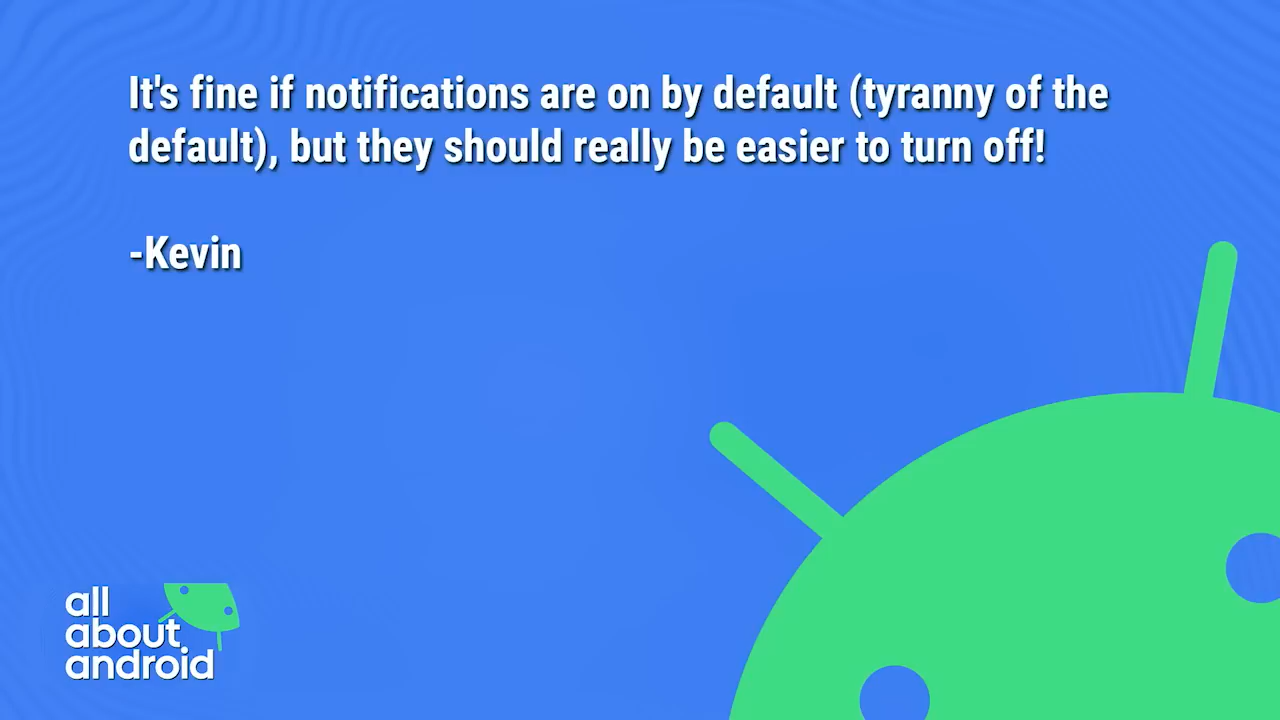 It's fine if notifications are on by default (tyranny of the
default), but they should really be easier to turn off!
-Kevin
all
about
android